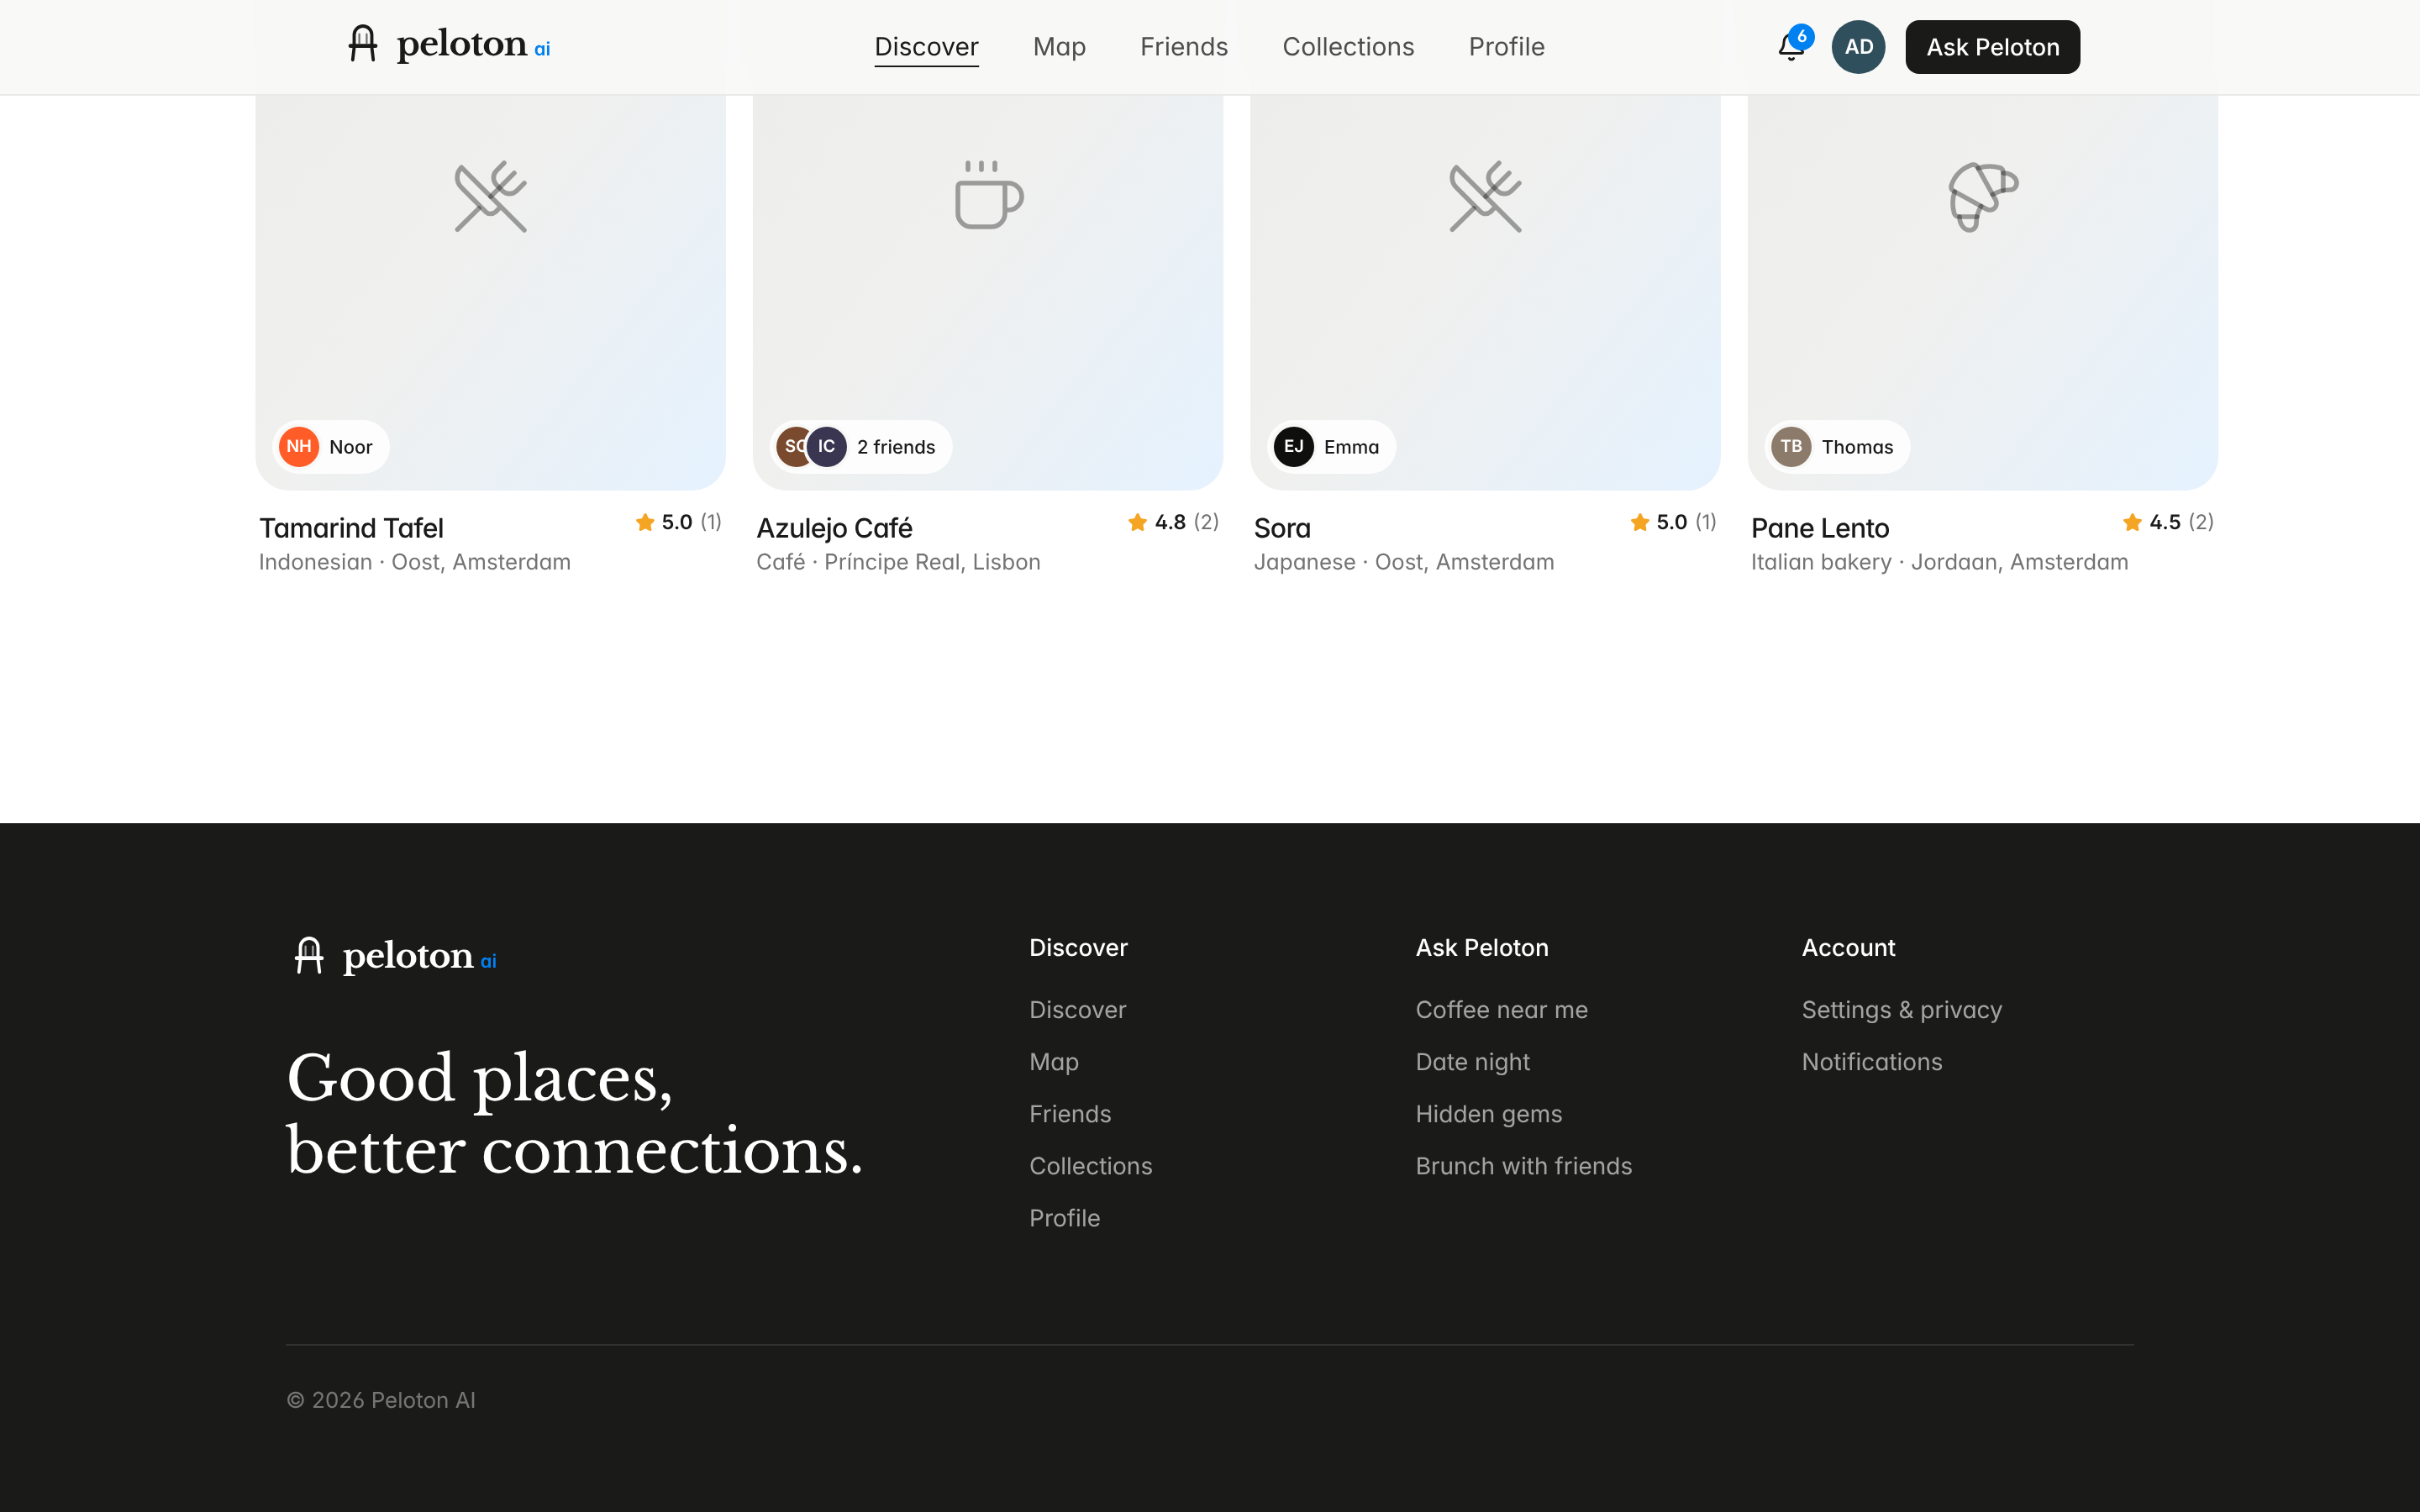 peloton ai
Discover Map Friends Collections Profile
6
AD
Ask Peloton
NH Noor
IC 2 friends
EJ Emma
TB Thomas
Tamarind Tafel
5.0 (1)
Indonesian · Oost, Amsterdam
Azulejo Café
4.8 (2)
Café · Príncipe Real, Lisbon
Sora
5.0 (1)
Japanese · Oost, Amsterdam
Pane Lento
4.5 (2)
Italian bakery · Jordaan, Amsterdam
peloton ai
Good places,
better connections.
Discover
Discover
Map
Friends
Collections
Profile
Ask Peloton
Coffee near me
Date night
Hidden gems
Brunch with friends
Account
Settings & privacy
Notifications
© 2026 Peloton AI